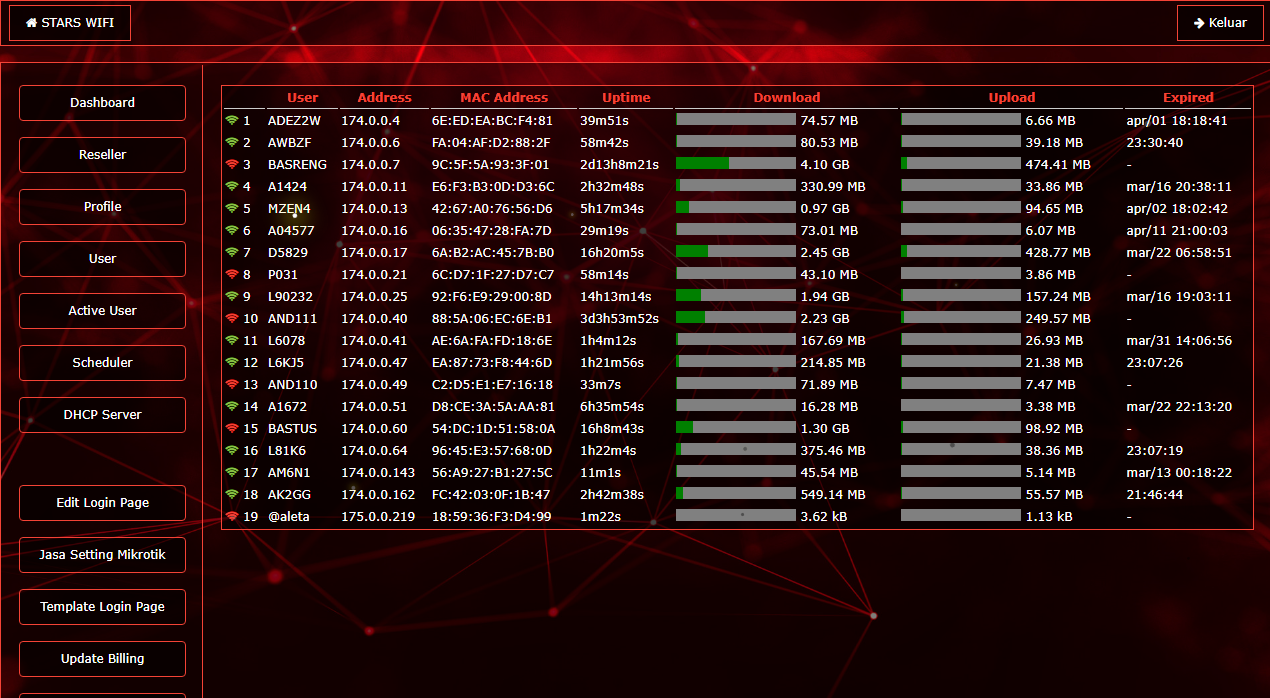 STARS WIFI
Keluar
Dashboard
Reseller
Profile
User
Active User
Scheduler
DHCP Server
Edit Login Page
Jasa Setting Mikrotik
Template Login Page
Update Billing
User Address MAC Address Uptime Download Upload Expired
1 ADEZ2W 174.0.0.4 6E:ED:EA:BC:F4:81 39m51s 74.57 MB 6.66 MB apr/01 18:18:41
2 AWBZF 174.0.0.6 FA:04:AF:D2:88:2F 58m42s 80.53 MB 39.18 MB 23:30:40
3 BASRENG 174.0.0.7 9C:5F:5A:93:3F:01 2d13h8m21s 4.10 GB 474.41 MB -
4 A1424 174.0.0.11 E6:F3:B3:0D:D3:6C 2h32m48s 330.99 MB 33.86 MB mar/16 20:38:11
5 MZEN4 174.0.0.13 42:67:A0:76:56:D6 5h17m34s 0.97 GB 94.65 MB apr/02 18:02:42
6 A04577 174.0.0.16 06:35:47:28:FA:7D 29m19s 73.01 MB 6.07 MB apr/11 21:00:03
7 D5829 174.0.0.17 6A:B2:AC:45:7B:B0 16h20m5s 2.45 GB 428.77 MB mar/22 06:58:51
8 P031 174.0.0.21 6C:D7:1F:27:D7:C7 58m14s 43.10 MB 3.86 MB -
9 L90232 174.0.0.25 92:F6:E9:29:00:8D 14h13m14s 1.94 GB 157.24 MB mar/16 19:03:11
10 AND111 174.0.0.40 88:5A:06:EC:6E:B1 3d3h53m52s 2.23 GB 249.57 MB -
11 L6078 174.0.0.41 AE:6A:FA:FD:18:6E 1h4m12s 167.69 MB 26.93 MB mar/31 14:06:56
12 L6KJ5 174.0.0.47 EA:87:73:F8:44:6D 1h21m56s 214.85 MB 21.38 MB 23:07:26
13 AND110 174.0.0.49 C2:D5:E1:E7:16:18 33m7s 71.89 MB 7.47 MB -
14 A1672 174.0.0.51 D8:CE:3A:5A:AA:81 6h35m54s 16.28 MB 3.38 MB mar/22 22:13:20
15 BASTUS 174.0.0.60 54:DC:1D:51:58:0A 16h8m43s 1.30 GB 98.92 MB -
16 L81K6 174.0.0.64 96:45:E3:57:68:0D 1h22m4s 375.46 MB 38.36 MB 23:07:19
17 AM6N1 174.0.0.143 56:A9:27:B1:27:5C 11m1s 45.54 MB 5.14 MB mar/13 00:18:22
18 AK2GG 174.0.0.162 FC:42:03:0F:1B:47 2h42m38s 549.14 MB 55.57 MB 21:46:44
19 @aleta 175.0.0.219 18:59:36:F3:D4:99 1m22s 3.62 kB 1.13 kB -